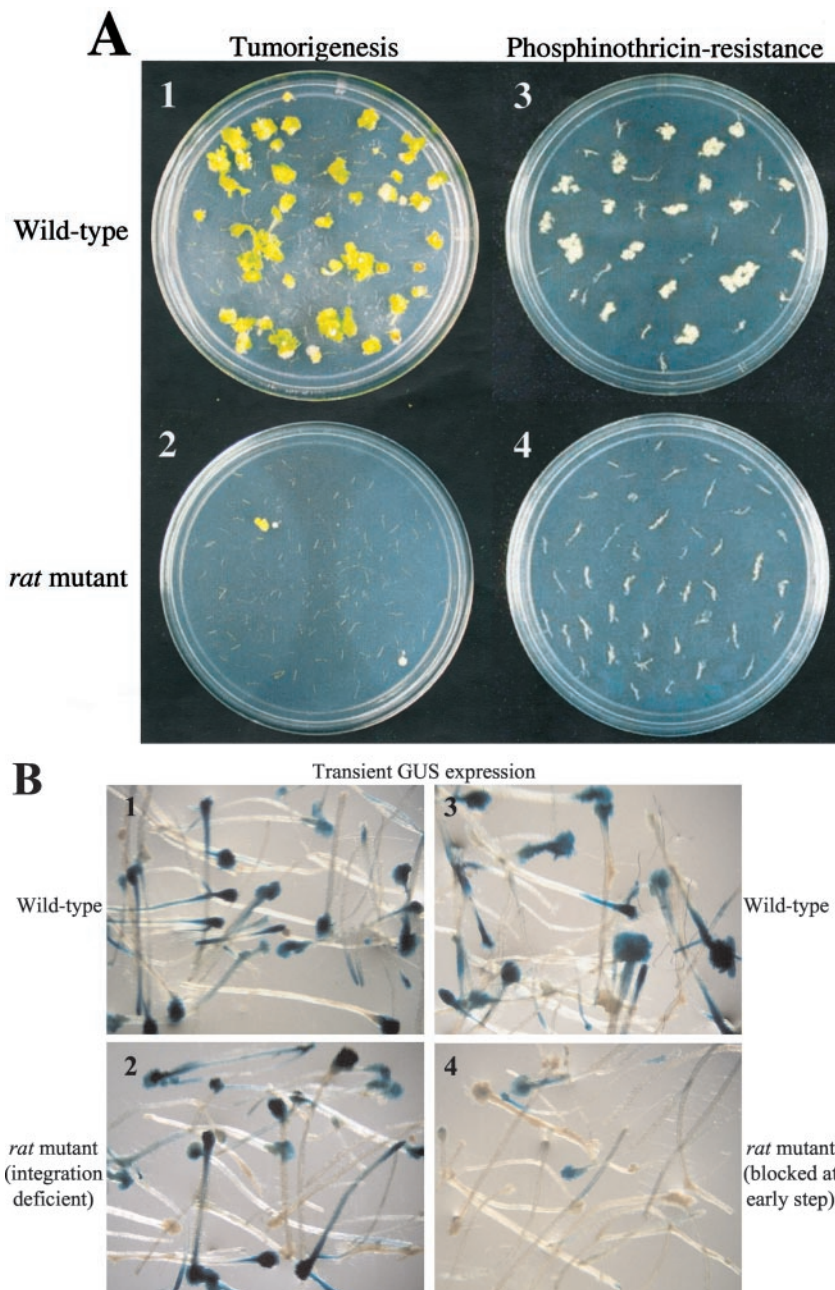 A
Tumorigenesis
Phosphinothricin-resistance
1
3
Wild-type
2
4
rat mutant
B
Transient GUS expression
1
3
Wild-type
Wild-type
2
4
rat mutant
(integration
deficient)
rat mutant
(blocked at
early step)